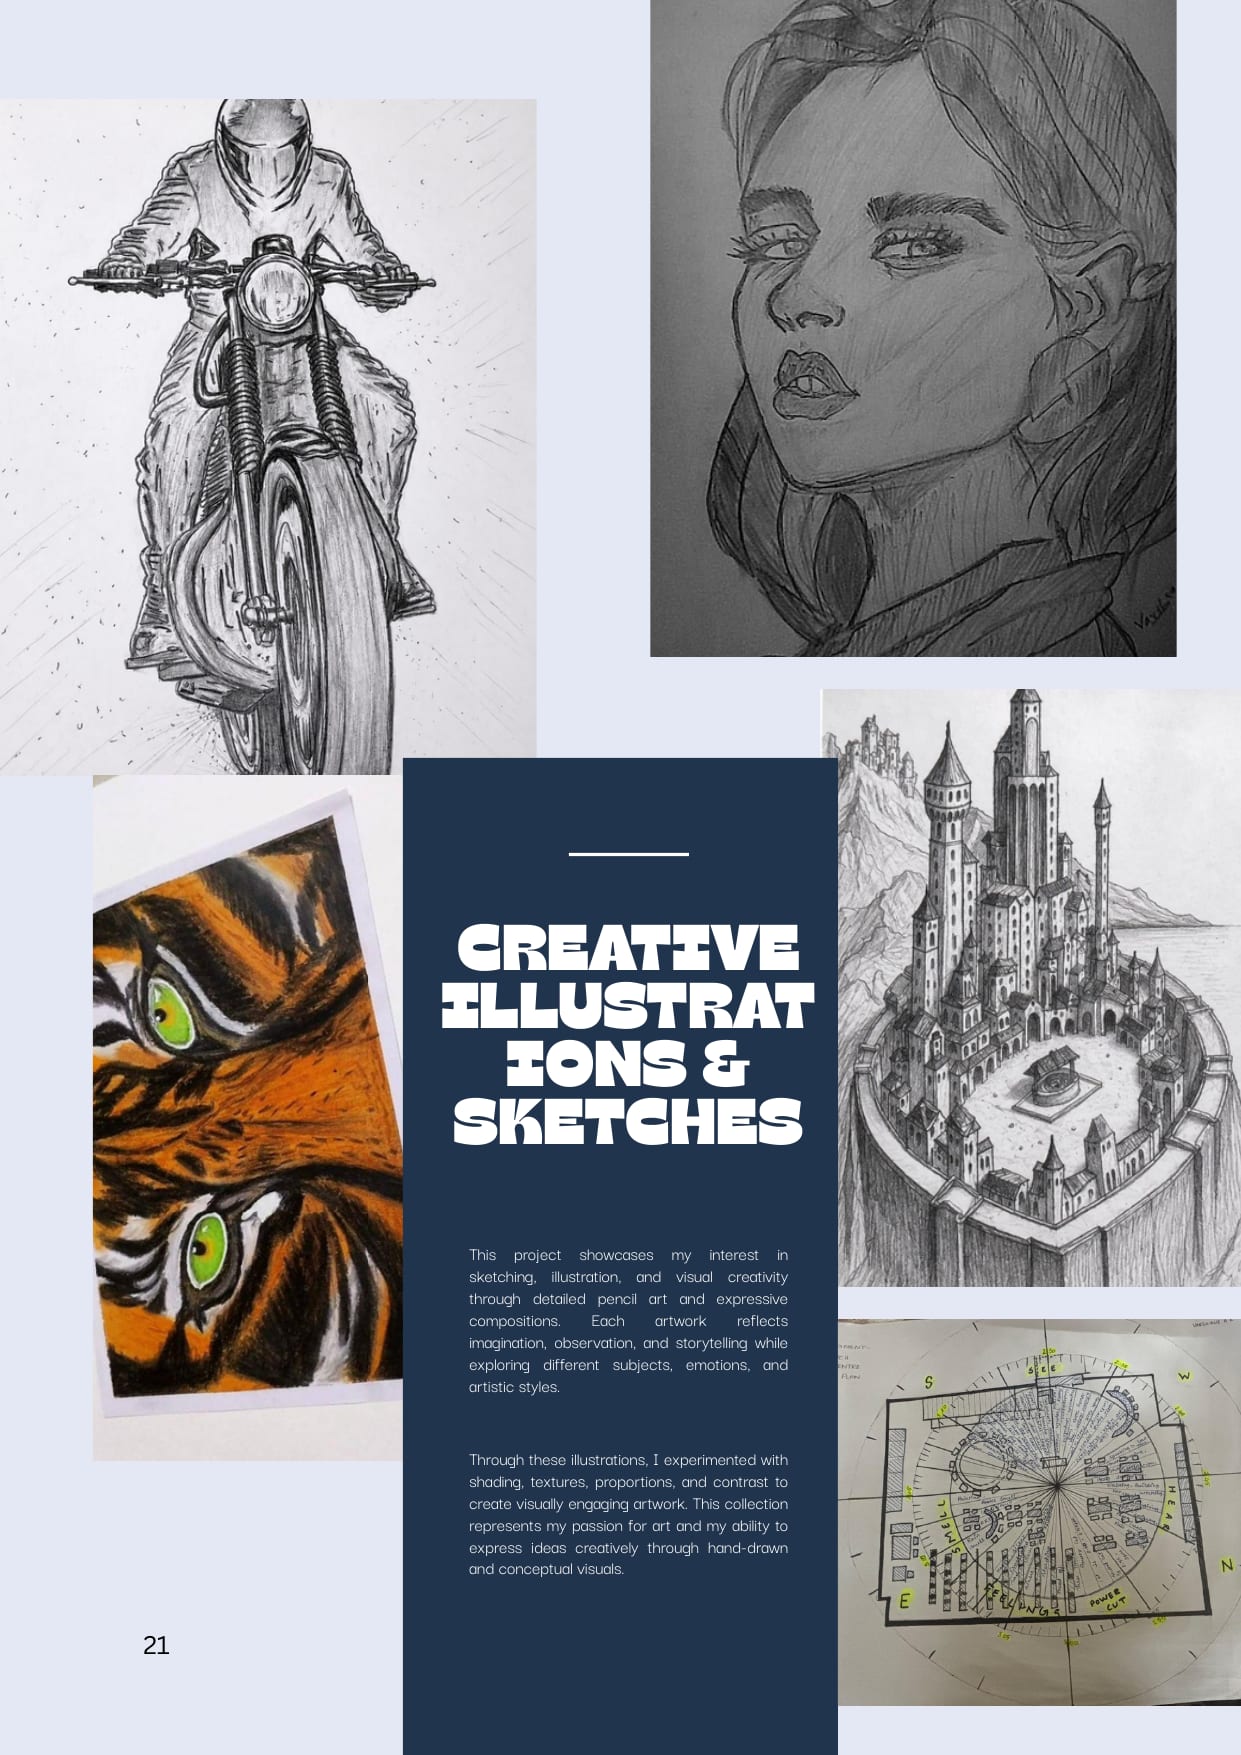 CREATIVE
ILLUSTRAT
IONS &
SKETCHES
This project showcases my interest in
sketching, illustration, and visual creativity
through detailed pencil art and expressive
compositions. Each artwork reflects
imagination, observation, and storytelling while
exploring different subjects, emotions, and
artistic styles.
Through these illustrations, I experimented with
shading, textures, proportions, and contrast to
create visually engaging artwork. This collection
represents my passion for art and my ability to
express ideas creatively through hand-drawn
and conceptual visuals.
21
PLAN
S
SEE
W
HEAR
SMELL
N
E
FEELINGS
POWER
CUT